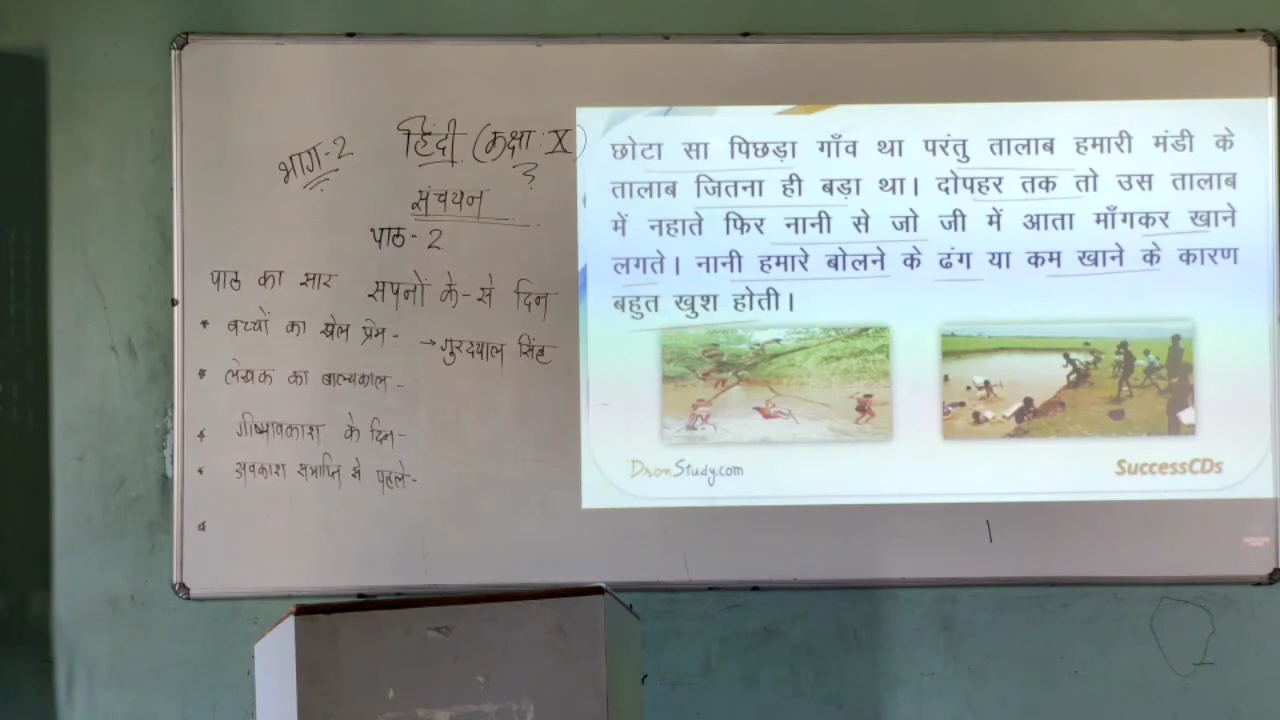 भाग-2
हिंदी (कक्षा: X)
संचयन
पाठ-2
पाठ का सार सपनों के-से दिन
* बच्चों का खेल प्रेम-
→ गुरदयाल सिंह
* लेखक का बाल्यकाल-
* ग्रीष्मावकाश के दिन-
* अवकाश समाप्ति से पहले-
छोटा सा पिछड़ा गाँव था परंतु तालाब हमारी मंडी के
तालाब जितना ही बड़ा था। दोपहर तक तो उस तालाब
में नहाते फिर नानी से जो जी में आता माँगकर खाने
लगते। नानी हमारे बोलने के ढंग या कम खाने के कारण
बहुत खुश होती।
DronStudy.com
SuccessCDs